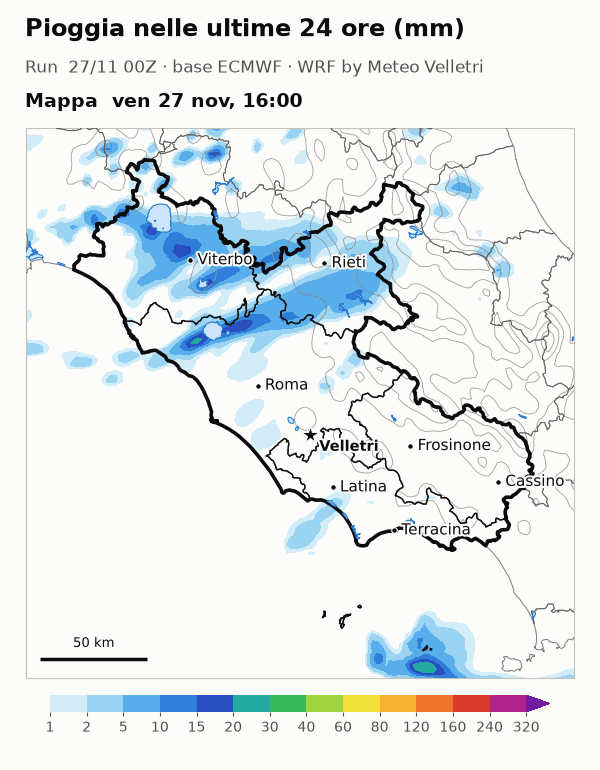 Pioggia nelle ultime 24 ore (mm)
Run 27/11 00Z · base ECMWF · WRF by Meteo Velletri
Mappa ven 27 nov, 16:00
Viterbo
Rieti
Roma
Velletri
Frosinone
Cassino
Latina
Terracina
50 km
1 2 5 10 15 20 30 40 60 80 120 160 240 320